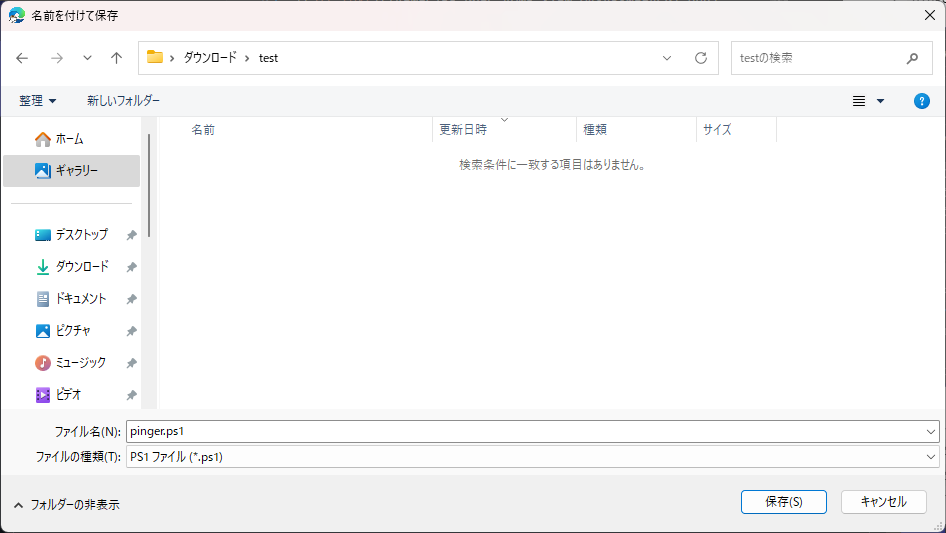 名前を付けて保存
ダウンロード › test
testの検索
整理 新しいフォルダー
?
ホーム
ギャラリー
デスクトップ
ダウンロード
ドキュメント
ピクチャ
ミュージック
ビデオ
名前 更新日時 種類 サイズ
検索条件に一致する項目はありません。
ファイル名(N): pinger.ps1
ファイルの種類(T): PS1 ファイル (*.ps1)
フォルダーの非表示
保存(S) キャンセル